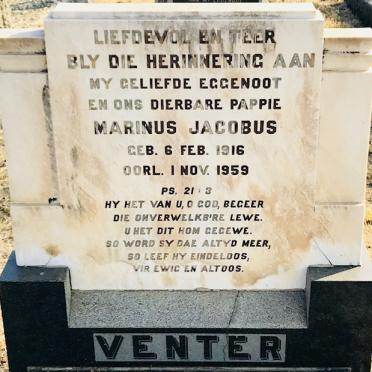 LIEFDEVOL EN TEER
BLY DIE HERINNERING AAN
MY GELIEFDE EGGENOOT
EN ONS DIERBARE PAPPIE
MARINUS JACOBUS
GEB. 6 FEB. 1916
OORL. 1 NOV. 1959
PS. 21:3
HY HET VAN U, O GOD, BEGEER
DIE ONVERWELKB'RE LEWE.
U HET DIT HOM GEGEWE.
SO WORD SY DAE ALTYD MEER,
SO LEEF HY EINDELOOS,
VIR EWIG EN ALTOOS.
VENTER